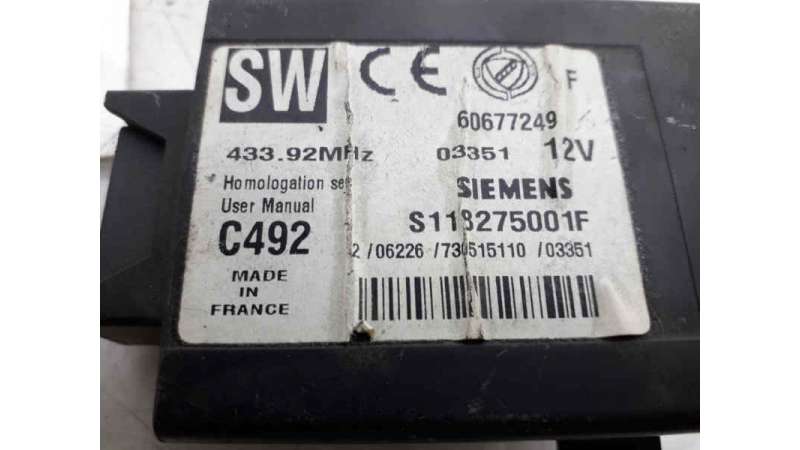 SW CE F
60677249
433.92MHz 03351 12V
Homologation se
User Manual
SIEMENS
C492
S118275001F
2/06226/730515110/03351
MADE
IN
FRANCE